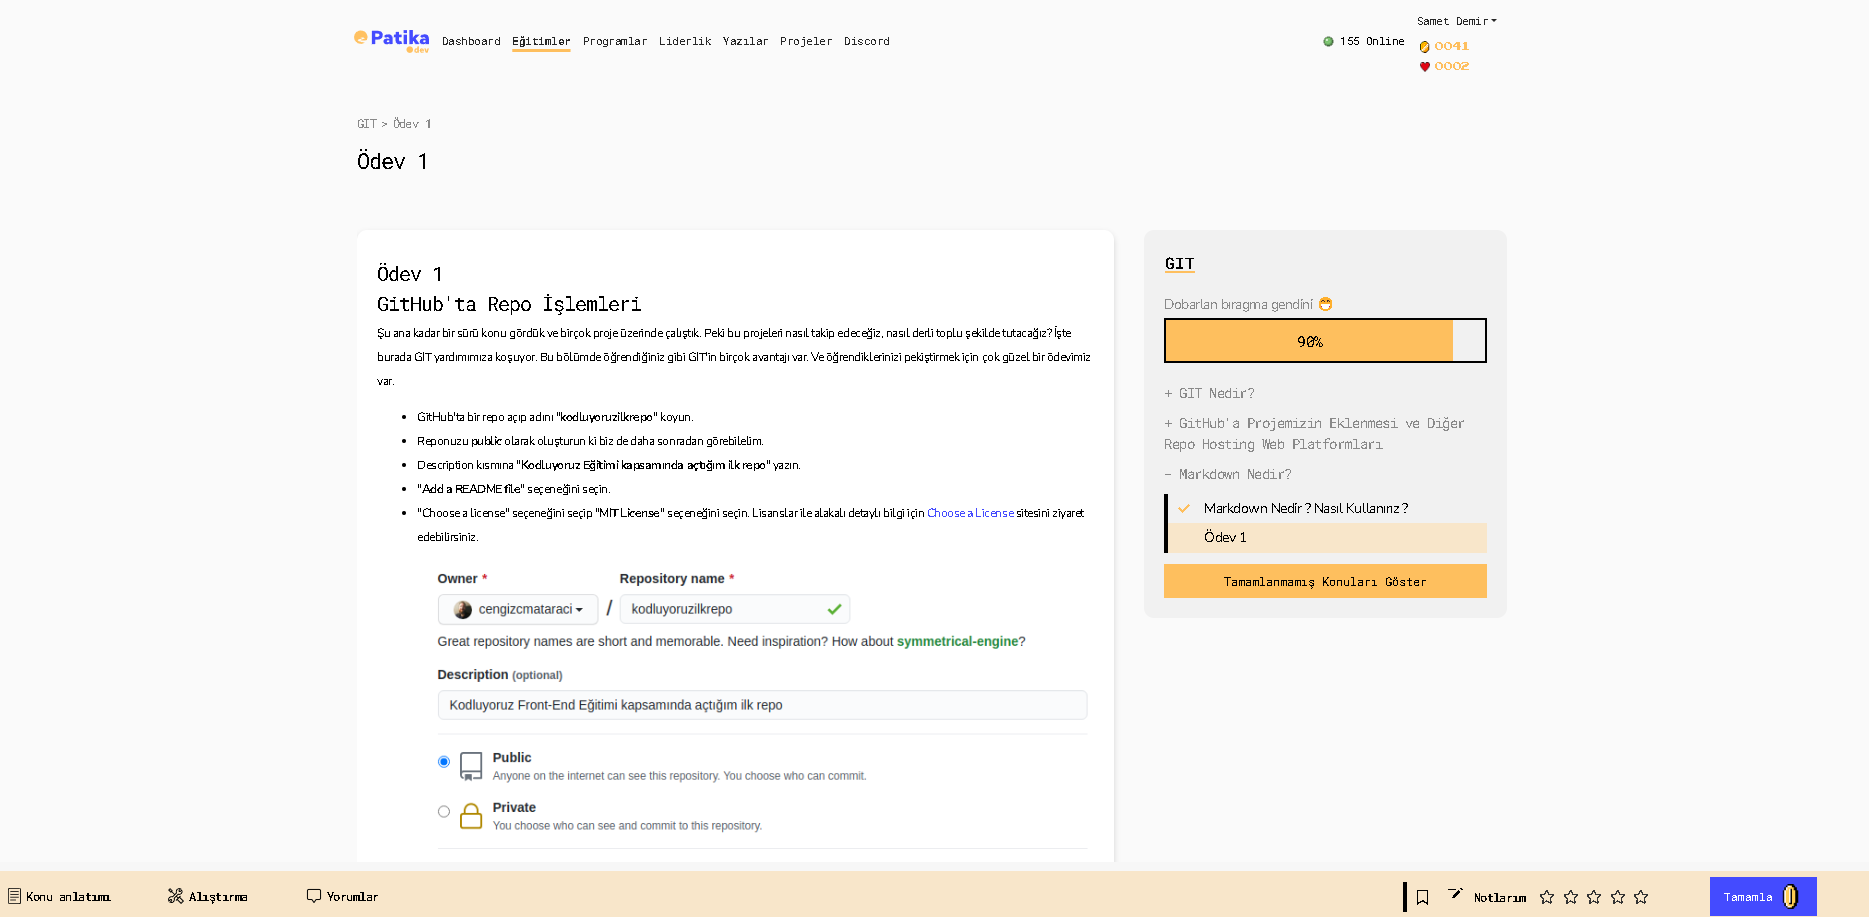 Patika
dev
Dashboard Eğitimler Programlar Liderlik Yazılar Projeler Discord
155 Online
Samet Demir
0041
0002
GIT > Ödev 1
Ödev 1
Ödev 1
GitHub'ta Repo İşlemleri
Şu ana kadar bir sürü konu gördük ve birçok proje üzerinde çalıştık. Peki bu projeleri nasıl takip edeceğiz, nasıl derli toplu şekilde tutacağız? İşte
burada GIT yardımımıza koşuyor. Bu bölümde öğrendiğiniz gibi GIT'in birçok avantajı var. Ve öğrendiklerinizi pekiştirmek için çok güzel bir ödevimiz
var.
• GitHub'ta bir repo açıp adını "kodluyoruzilkrepo" koyun.
• Reponuzu public olarak oluşturun ki biz de daha sonradan görebilelim.
• Description kısmına "Kodluyoruz Eğitimi kapsamında açtığım ilk repo" yazın.
• "Add a README file" seçeneğini seçin.
• "Choose a license" seçeneğini seçip "MIT License" seçeneğini seçin. Lisanslar ile alakalı detaylı bilgi için Choose a License sitesini ziyaret
edebilirsiniz.
Owner * Repository name *
cengizcmataraci / kodluyoruzilkrepo
Great repository names are short and memorable. Need inspiration? How about symmetrical-engine?
Description (optional)
Kodluyoruz Front-End Eğitimi kapsamında açtığım ilk repo
Public
Anyone on the internet can see this repository. You choose who can commit.
Private
You choose who can see and commit to this repository.
GIT
Dobarlan bıragma gendini 😁
90%
+ GIT Nedir?
+ GitHub'a Projemizin Eklenmesi ve Diğer
Repo Hosting Web Platformları
- Markdown Nedir?
Markdown Nedir ? Nasıl Kullanırız ?
Ödev 1
Tamamlanmamış Konuları Göster
Konu anlatımı Alıştırma Yorumlar
Notlarım
Tamamla